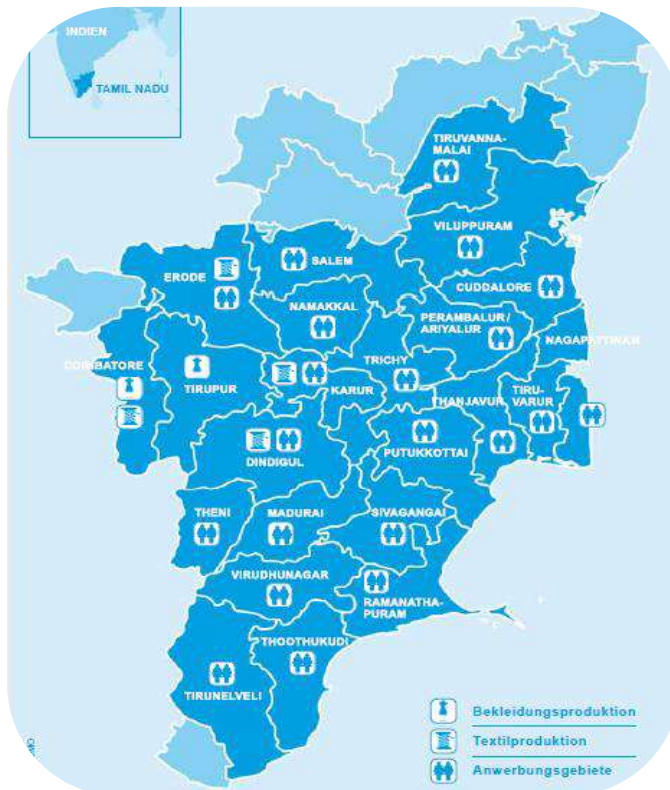 INDIEN
TAMIL NADU
TIRUVANNA-
MALAI
VILUPPURAM
SALEM
ERODE
CUDDALORE
NAMAKKAL
PERAMBALUR/
ARIYALUR
NAGAPATTINAM
COIMBATORE
TIRUPUR
TRICHY
KARUR
THANJAVUR
TIRU-
VARUR
PUTUKKOTTAI
DINDIGUL
THENI
MADURAI
SIVAGANGAI
VIRUDHUNAGAR
RAMANATHA-
PURAM
THOOTHUKUDI
TIRUNELVELI
Bekleidungsproduktion
Textilproduktion
Anwerbungsgebiete